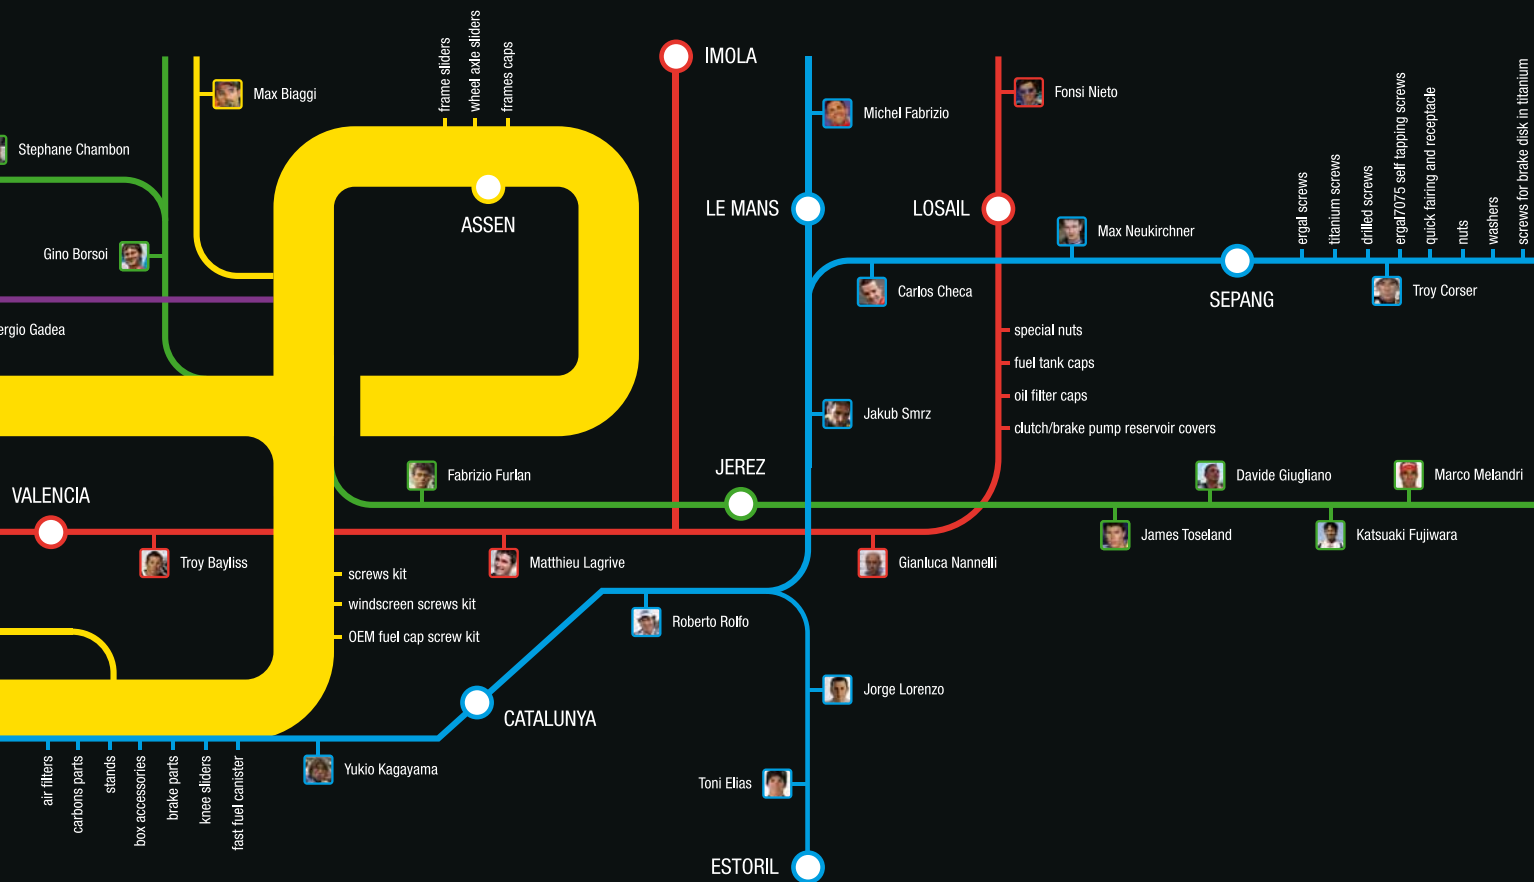 frame sliders
wheel axle sliders
frames caps
IMOLA
Max Biaggi
Michel Fabrizio
Fonsi Nieto
Stephane Chambon
ASSEN
LE MANS
LOSAIL
Max Neukirchner
ergal screws
titanium screws
drilled screws
ergal7075 self tapping screws
quick fairing and receptacle
nuts
washers
screws for brake disk in titanium
Gino Borsoi
Carlos Checa
SEPANG
Troy Corser
ergio Gadea
special nuts
fuel tank caps
oil filter caps
clutch/brake pump reservoir covers
Jakub Smrz
VALENCIA
Fabrizio Furlan
JEREZ
Davide Giugliano
Marco Melandri
Troy Bayliss
Matthieu Lagrive
Gianluca Nannelli
James Toseland
Katsuaki Fujiwara
screws kit
windscreen screws kit
OEM fuel cap screw kit
Roberto Rolfo
CATALUNYA
Jorge Lorenzo
air filters
carbons parts
stands
box accessories
brake parts
knee sliders
fast fuel canister
Yukio Kagayama
Toni Elias
ESTORIL